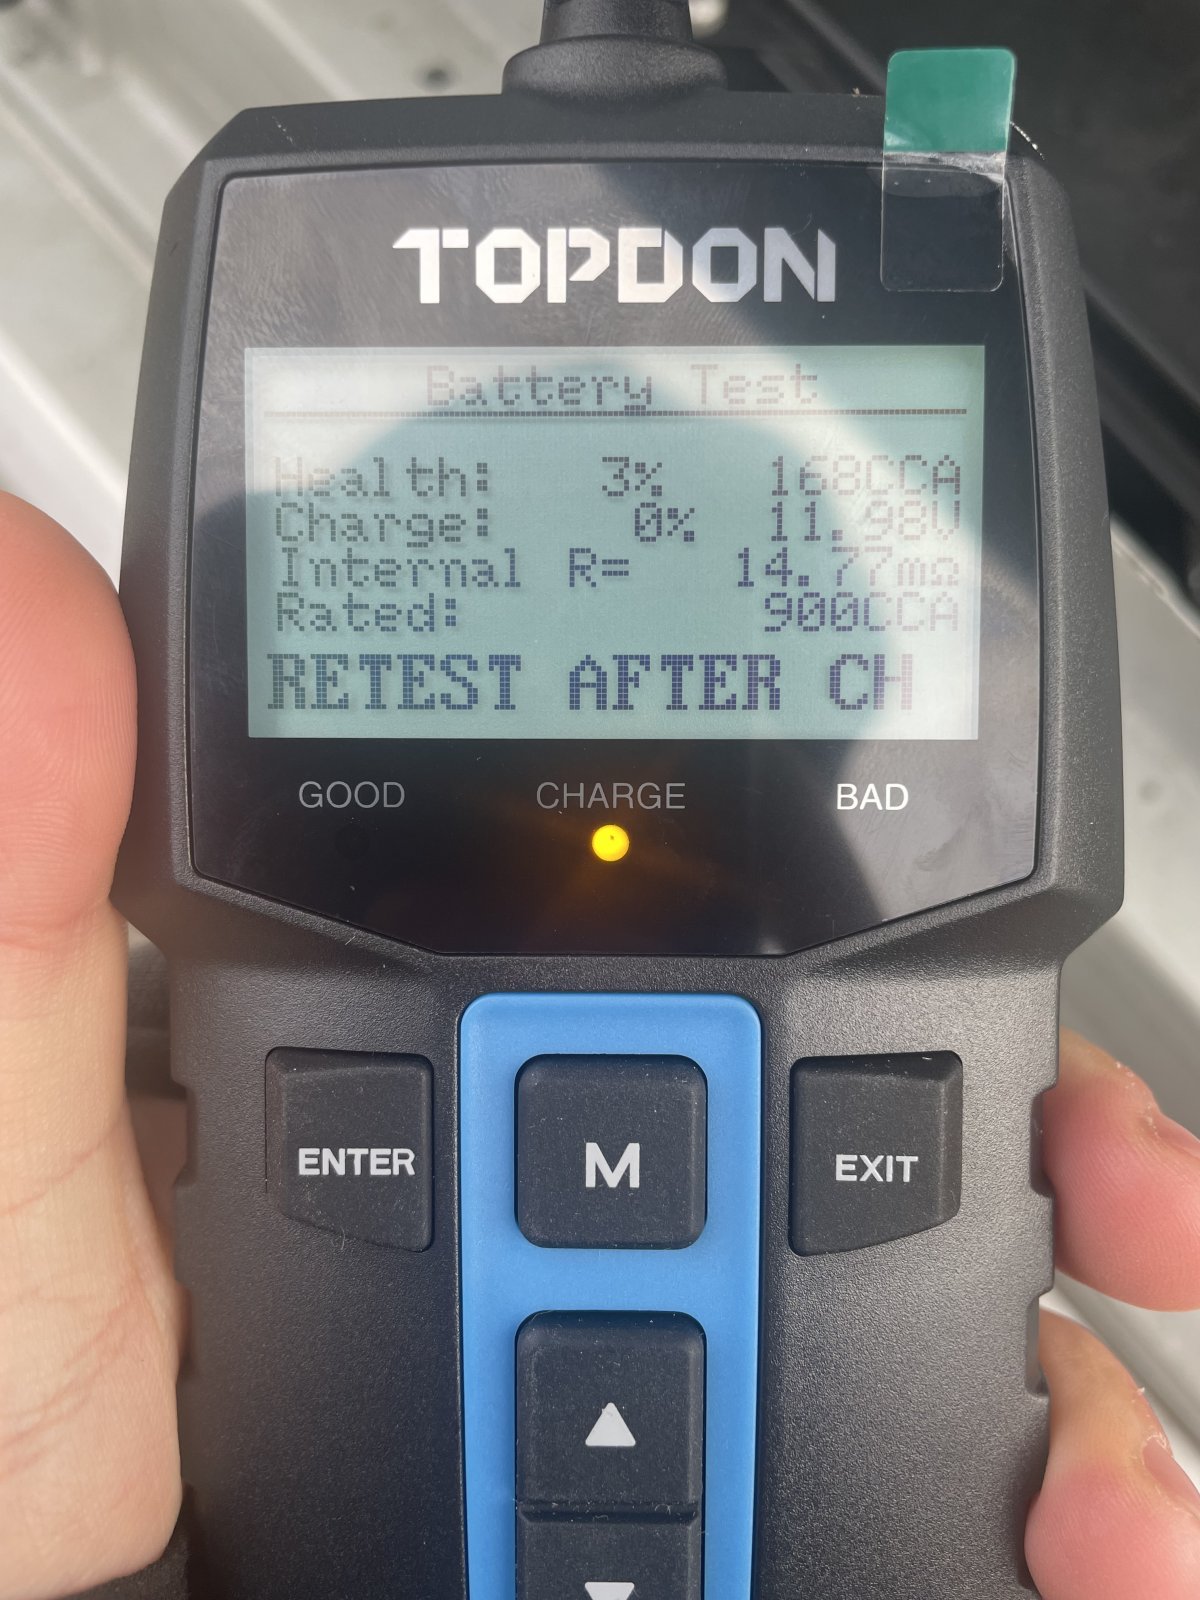 TOPDON
Battery Test
Health: 3% 168CCA
Charge: 0% 11.98V
Internal R= 14.77mΩ
Rated: 900CCA
RETEST AFTER CH
GOOD CHARGE BAD
ENTER M EXIT